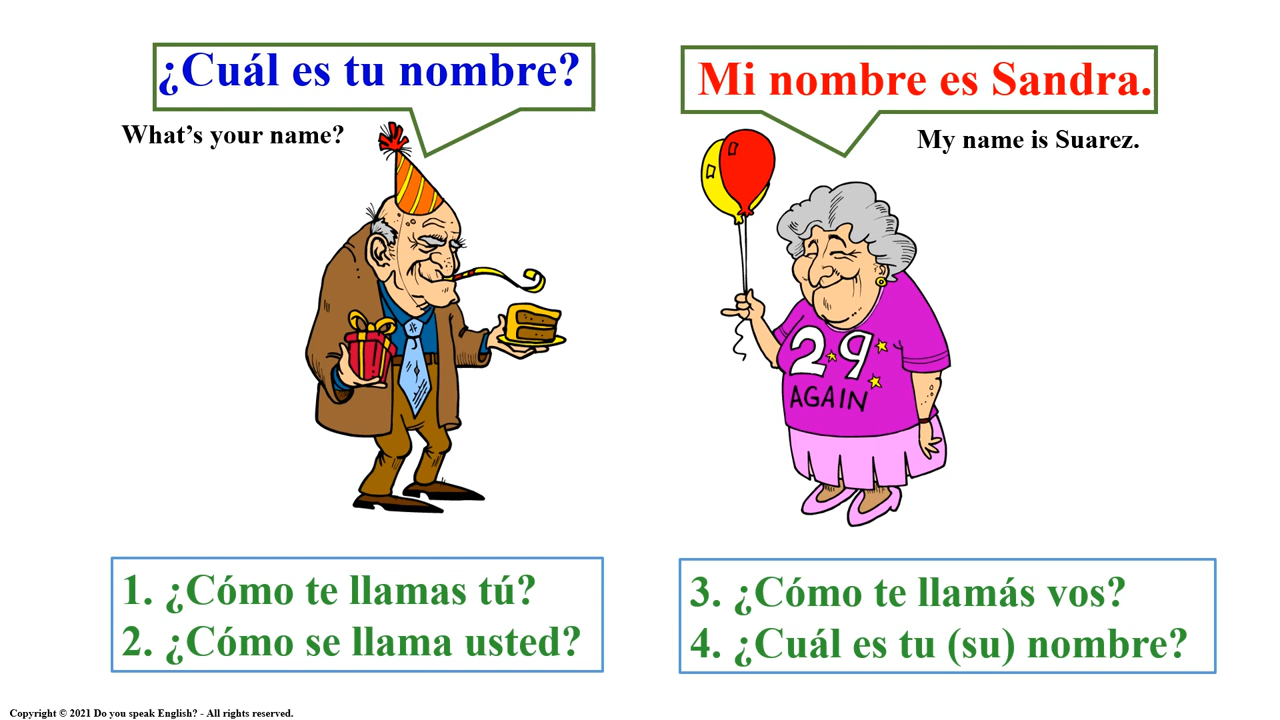 ¿Cuál es tu nombre?
Mi nombre es Sandra.
What's your name?
My name is Suarez.
29
AGAIN
1. ¿Cómo te llamas tú?
2. ¿Cómo se llama usted?
3. ¿Cómo te llamás vos?
4. ¿Cuál es tu (su) nombre?
Copyright © 2021 Do you speak English? - All rights reserved.